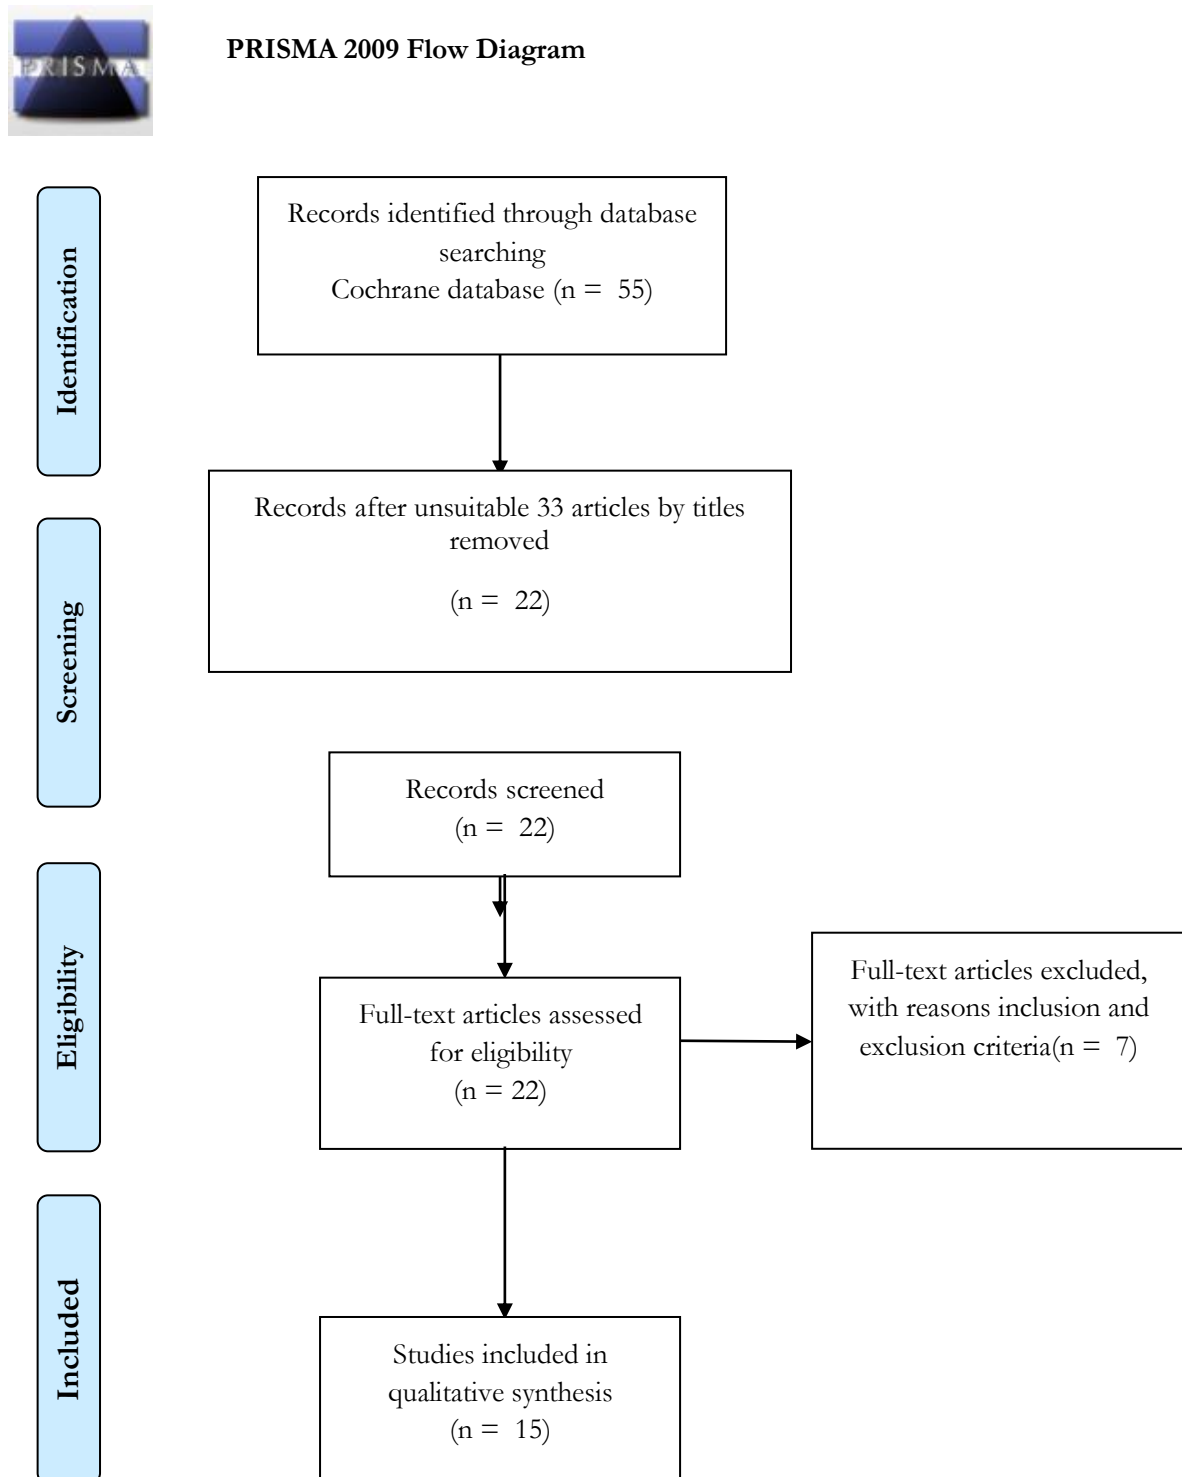 PRISMA
PRISMA 2009 Flow Diagram
Identification
Records identified through database
searching
Cochrane database (n =  55)
Records after unsuitable 33 articles by titles
removed
(n =  22)
Screening
Records screened
(n =  22)
Eligibility
Full-text articles assessed
for eligibility
(n = 22)
Full-text articles excluded,
with reasons inclusion and
exclusion criteria(n =  7)
Included
Studies included in
qualitative synthesis
(n =  15)